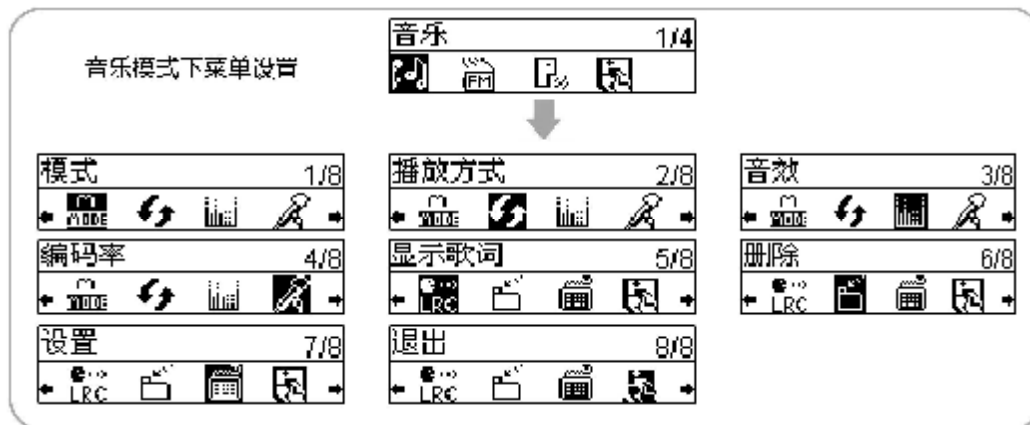 音乐 1/4
FM
音乐模式下菜单设置
模式 1/8
MODE
播放方式 2/8
MODE
音效 3/8
MODE
编码率 4/8
MODE
显示歌词 5/8
LRC
删除 6/8
LRC
设置 7/8
LRC
退出 8/8
LRC